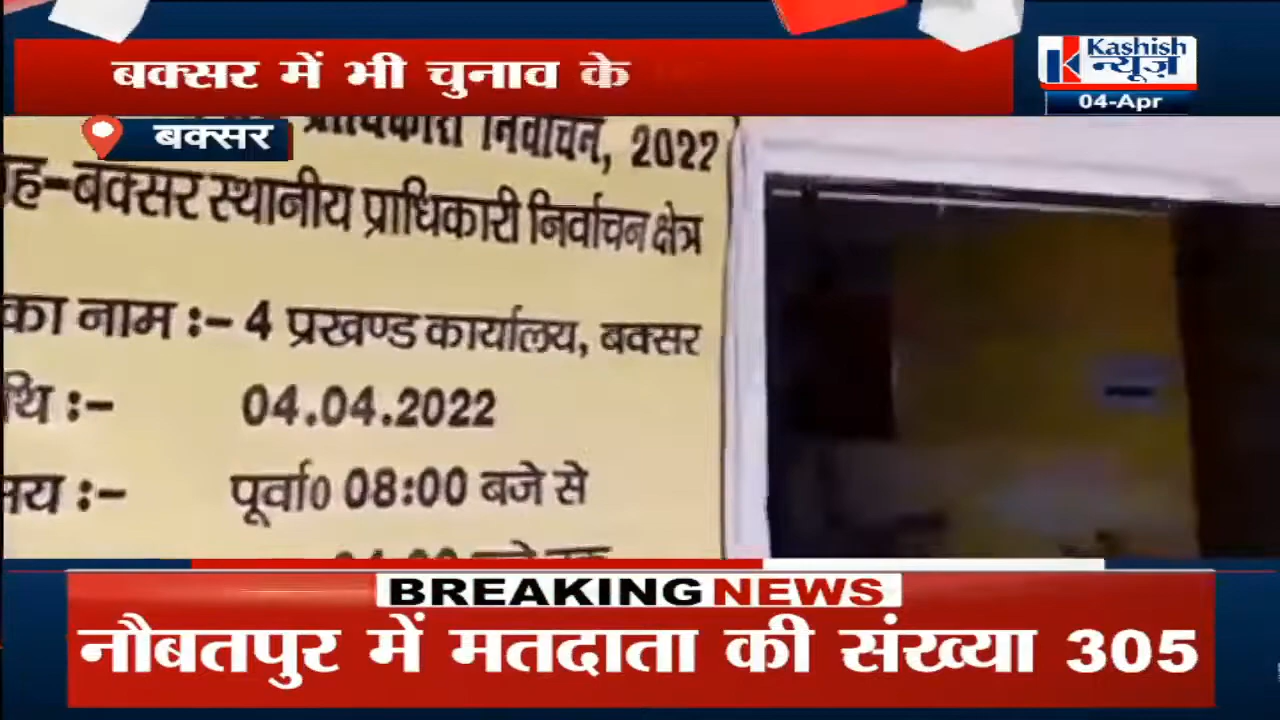 बक्सर में भी चुनाव के
Kashish
न्यूज़
04-Apr
बक्सर
प्राधिकारी निर्वाचन, 2022
बक्सर स्थानीय प्राधिकारी निर्वाचन क्षेत्र
का नाम :- 4 प्रखण्ड कार्यालय, बक्सर
:- 04.04.2022
:- पूर्वा0 08:00 बजे से
BREAKING NEWS
नौबतपुर में मतदाता की संख्या 305